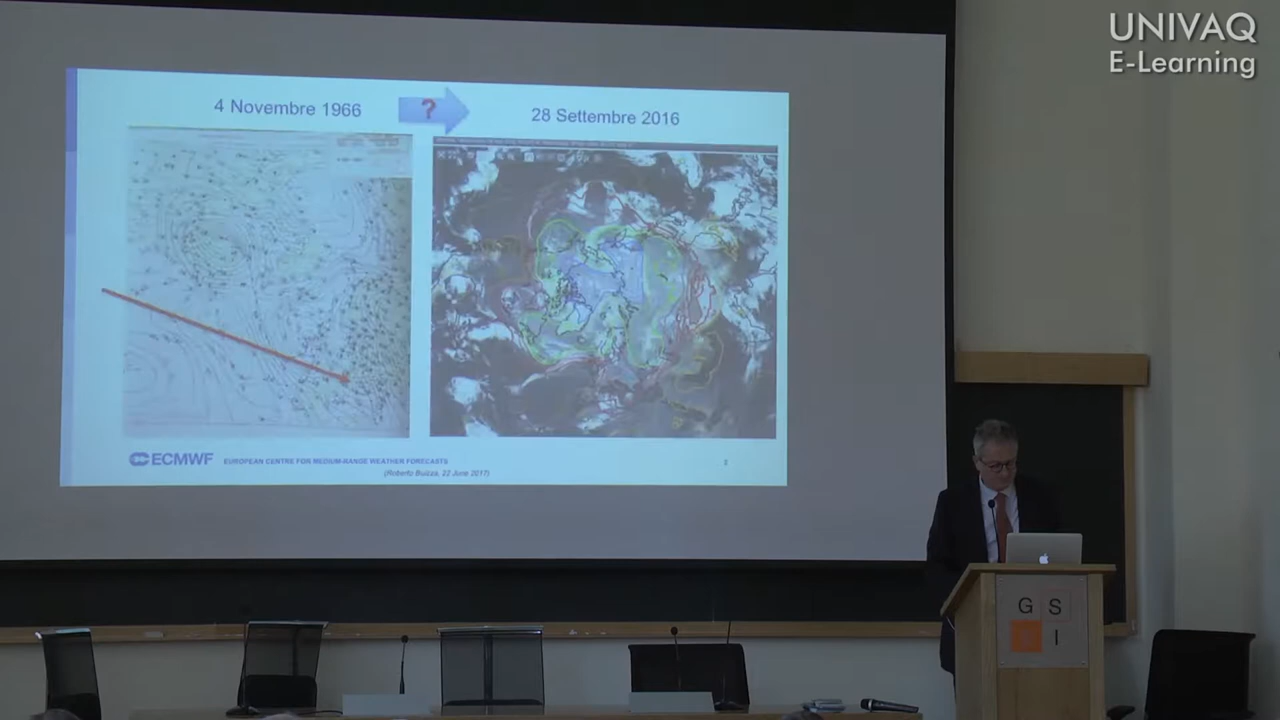 UNIVAQ
E-Learning
4 Novembre 1966
?
28 Settembre 2016
ECMWF
EUROPEAN CENTRE FOR MEDIUM-RANGE WEATHER FORECASTS
(Roberto Buizza, 22 June 2017)
2
G S
S I